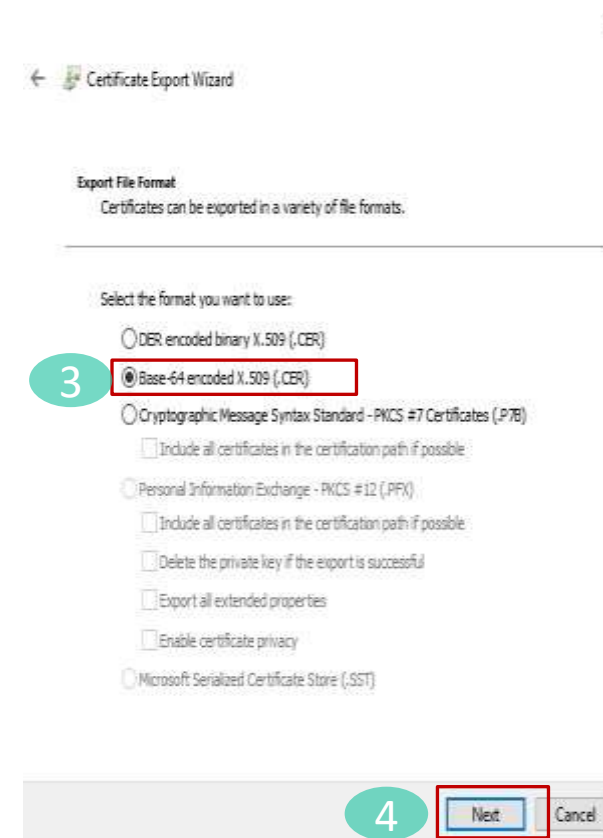 Certificate Export Wizard
Export File Format
Certificates can be exported in a variety of file formats.
Select the format you want to use:
DER encoded binary X.509 (.CER)
3
Base-64 encoded X.509 (.CER)
Cryptographic Message Syntax Standard - PKCS #7 Certificates (.P7B)
Include all certificates in the certification path if possible
Personal Information Exchange - PKCS #12 (.PFX)
Include all certificates in the certification path if possible
Delete the private key if the export is successful
Export all extended properties
Enable certificate privacy
Microsoft Serialized Certificate Store (.SST)
4
Next
Cancel